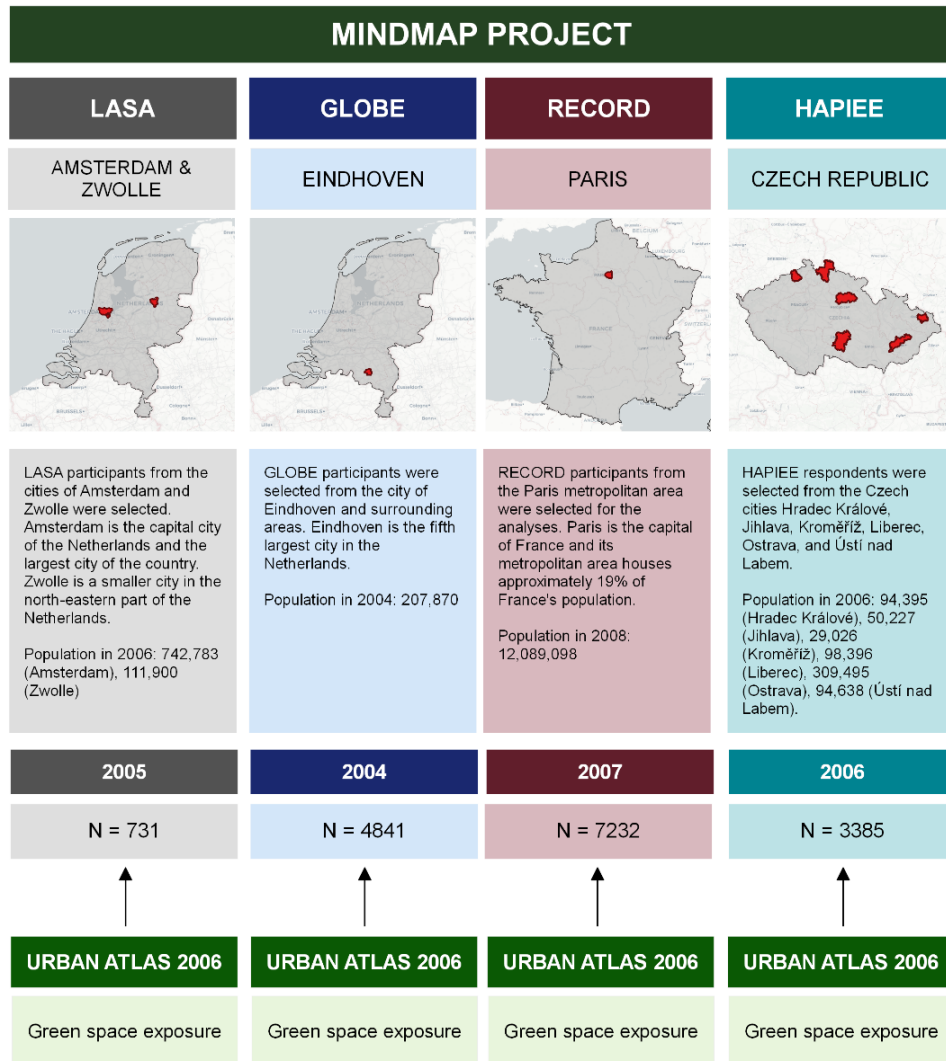 MINDMAP PROJECT
LASA
GLOBE
RECORD
HAPIEE
AMSTERDAM &
ZWOLLE
EINDHOVEN
PARIS
CZECH REPUBLIC
LASA participants from the
cities of Amsterdam and
Zwolle were selected.
Amsterdam is the capital city
of the Netherlands and the
largest city of the country.
Zwolle is a smaller city in the
north-eastern part of the
Netherlands.
Population in 2006: 742,783
(Amsterdam), 111,900
(Zwolle)
GLOBE participants were
selected from the city of
Eindhoven and surrounding
areas. Eindhoven is the fifth
largest city in the
Netherlands.
Population in 2004: 207,870
RECORD participants from
the Paris metropolitan area
were selected for the
analyses. Paris is the capital
of France and its
metropolitan area houses
approximately 19% of
France's population.
Population in 2008:
12,089,098
HAPIEE respondents were
selected from the Czech
cities Hradec Králové,
Jihlava, Kroměříž, Liberec,
Ostrava, and Ústí nad
Labem.
Population in 2006: 94,395
(Hradec Králové), 50,227
(Jihlava), 29,026
(Kroměříž), 98,396
(Liberec), 309,495
(Ostrava), 94,638 (Ústí nad
Labem).
2005
2004
2007
2006
N = 731
N = 4841
N = 7232
N = 3385
URBAN ATLAS 2006
URBAN ATLAS 2006
URBAN ATLAS 2006
URBAN ATLAS 2006
Green space exposure
Green space exposure
Green space exposure
Green space exposure